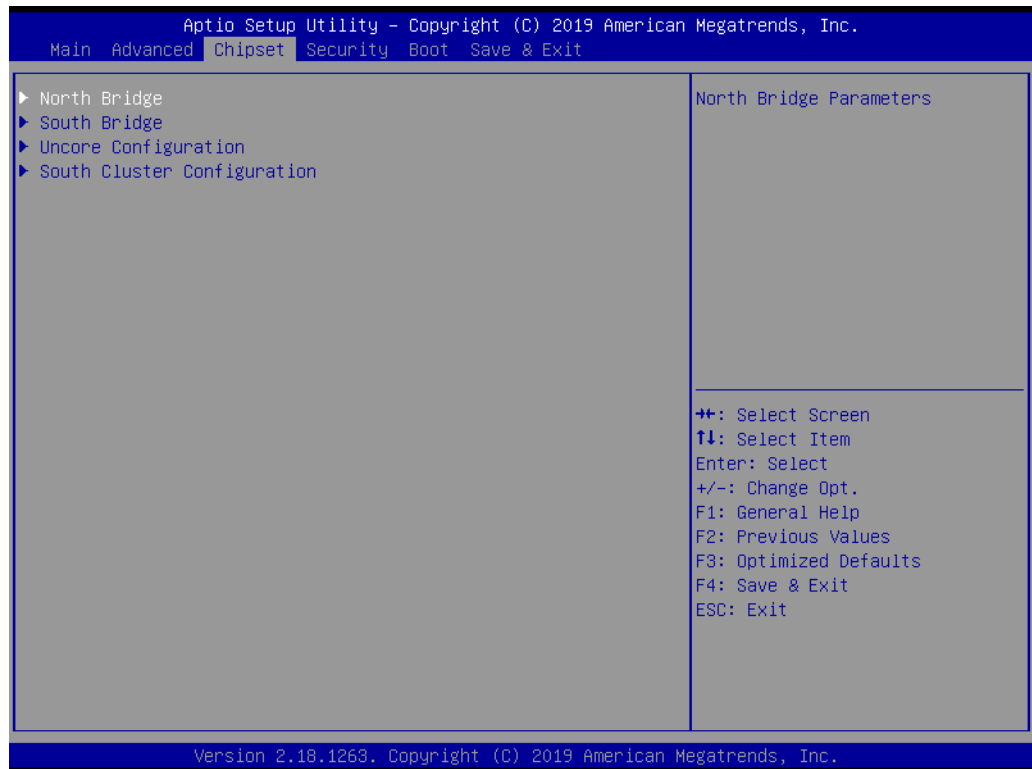 Aptio Setup Utility – Copyright (C) 2019 American Megatrends, Inc.
Main Advanced Chipset Security Boot Save & Exit
▶ North Bridge
▶ South Bridge
▶ Uncore Configuration
▶ South Cluster Configuration
North Bridge Parameters
→←: Select Screen
↑↓: Select Item
Enter: Select
+/-: Change Opt.
F1: General Help
F2: Previous Values
F3: Optimized Defaults
F4: Save & Exit
ESC: Exit
Version 2.18.1263. Copyright (C) 2019 American Megatrends, Inc.